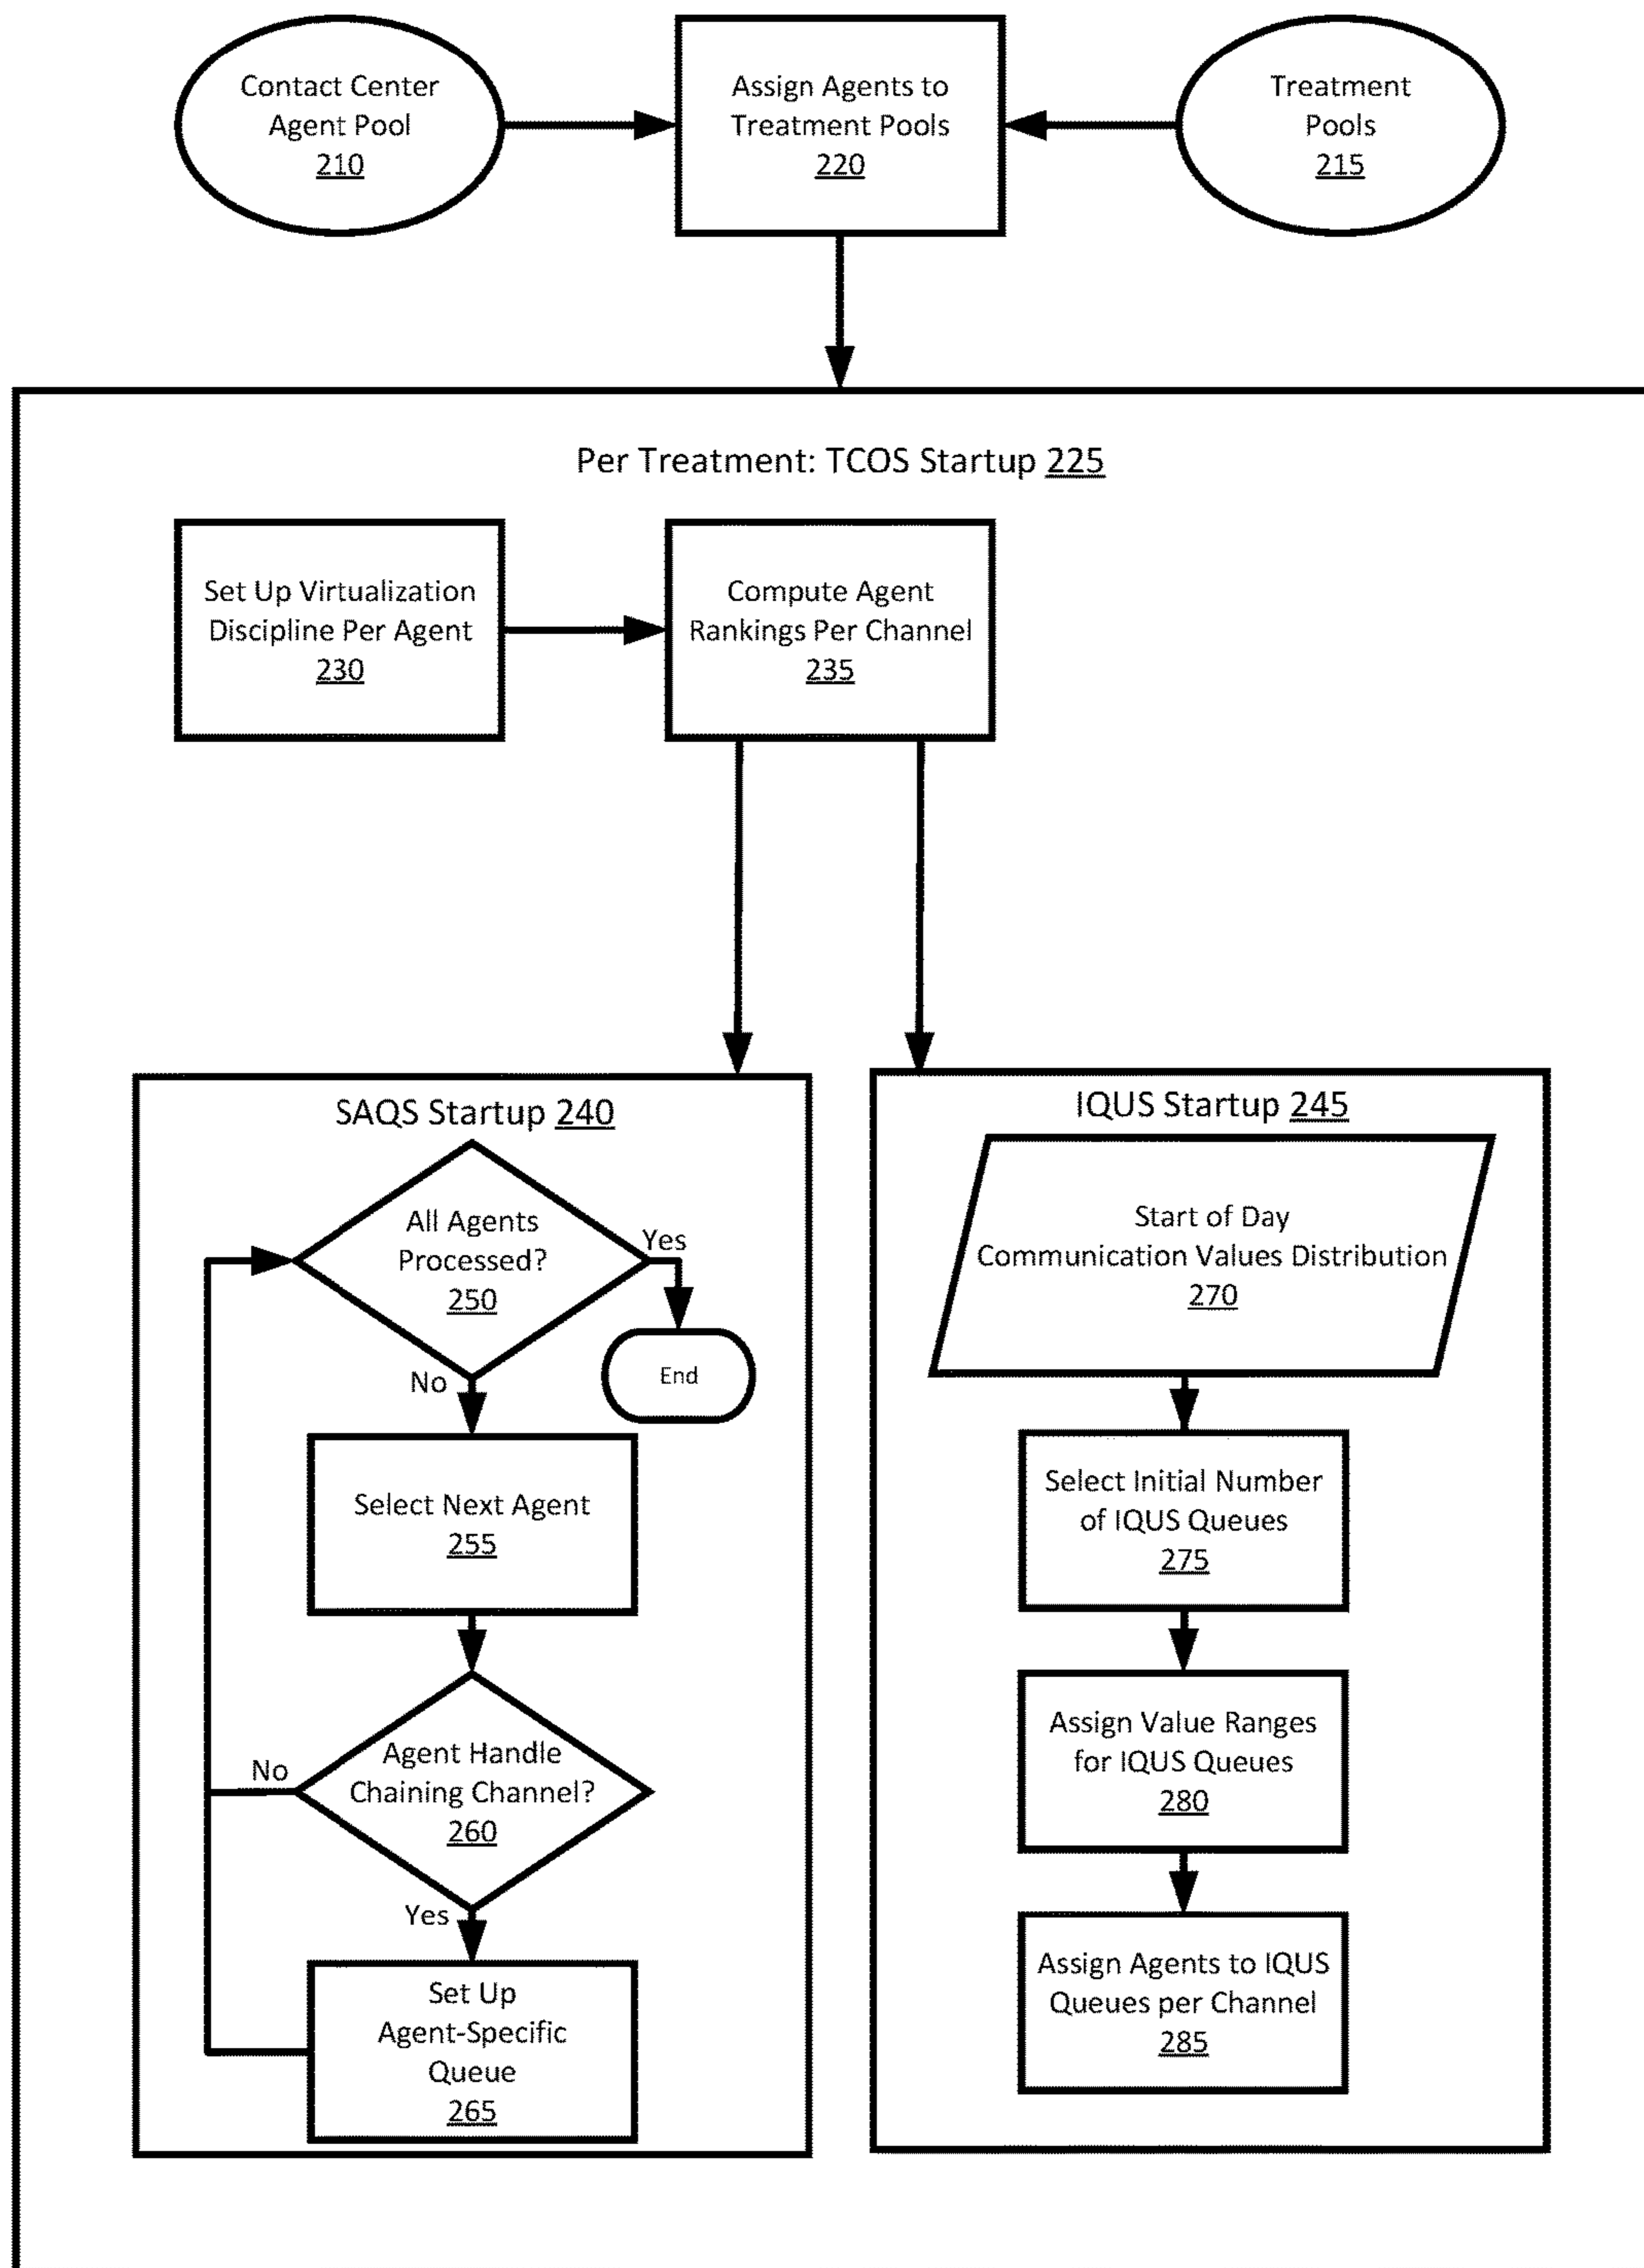 Contact Center
Agent Pool
210
Assign Agents to
Treatment Pools
220
Treatment
Pools
215
Per Treatment: TCOS Startup 225
Set Up Virtualization
Discipline Per Agent
230
Compute Agent
Rankings Per Channel
235
SAQS Startup 240
All Agents
Processed?
250
Yes
End
No
Select Next Agent
255
Agent Handle
Chaining Channel?
260
No
Yes
Set Up
Agent-Specific
Queue
265
IQUS Startup 245
Start of Day
Communication Values Distribution
270
Select Initial Number
of IQUS Queues
275
Assign Value Ranges
for IQUS Queues
280
Assign Agents to IQUS
Queues per Channel
285